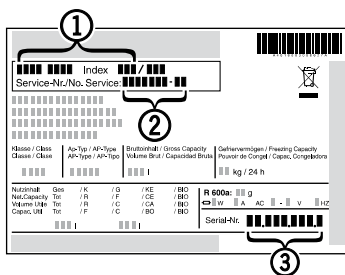 1
Index /
Service-Nr./No. Service: -
2
Klasse / Class
Classe / Clase
Ap-Typ / AP-Type
AP-Type / AP-Tipo
Bruttoinhalt / Gross Capacity
Volume Brut / Capacidad Bruta
Gefriervermögen / Freezing Capacity
Pouvoir de Congel / Capac, Congeladora
l
kg / 24 h
Nutzinhalt Ges / K / G / KE / BIO
Net.Capacity Tot / R / F / CE / BIO
Volume Utile Tot / R / C / CA / BIO
Capac, Util Tot / F / C / BO / BIO
l l
R 600a: g
W A AC - V HZ
Serial-Nr.
3